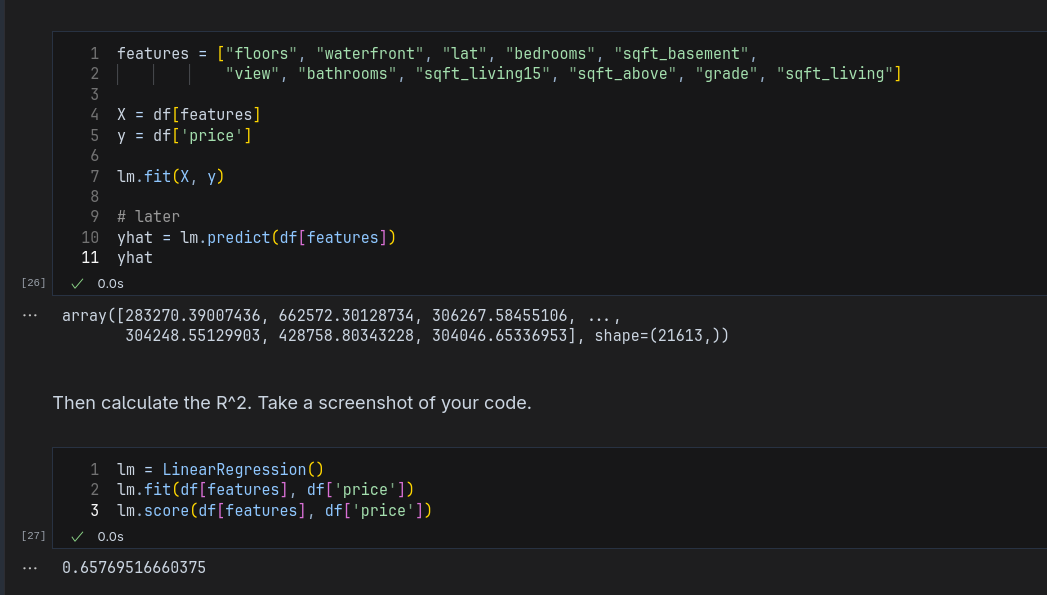 1 features = ["floors", "waterfront", "lat", "bedrooms", "sqft_basement",
2 "view", "bathrooms", "sqft_living15", "sqft_above", "grade", "sqft_living"]
3
4 X = df[features]
5 y = df['price']
6
7 lm.fit(X, y)
8
9 # later
10 yhat = lm.predict(df[features])
11 yhat
[26] ✓ 0.0s
... array([283270.39007436, 662572.30128734, 306267.58455106, ...,
304248.55129903, 428758.80343228, 304046.65336953], shape=(21613,))
Then calculate the R^2. Take a screenshot of your code.
1 lm = LinearRegression()
2 lm.fit(df[features], df['price'])
3 lm.score(df[features], df['price'])
[27] ✓ 0.0s
... 0.65769516660375